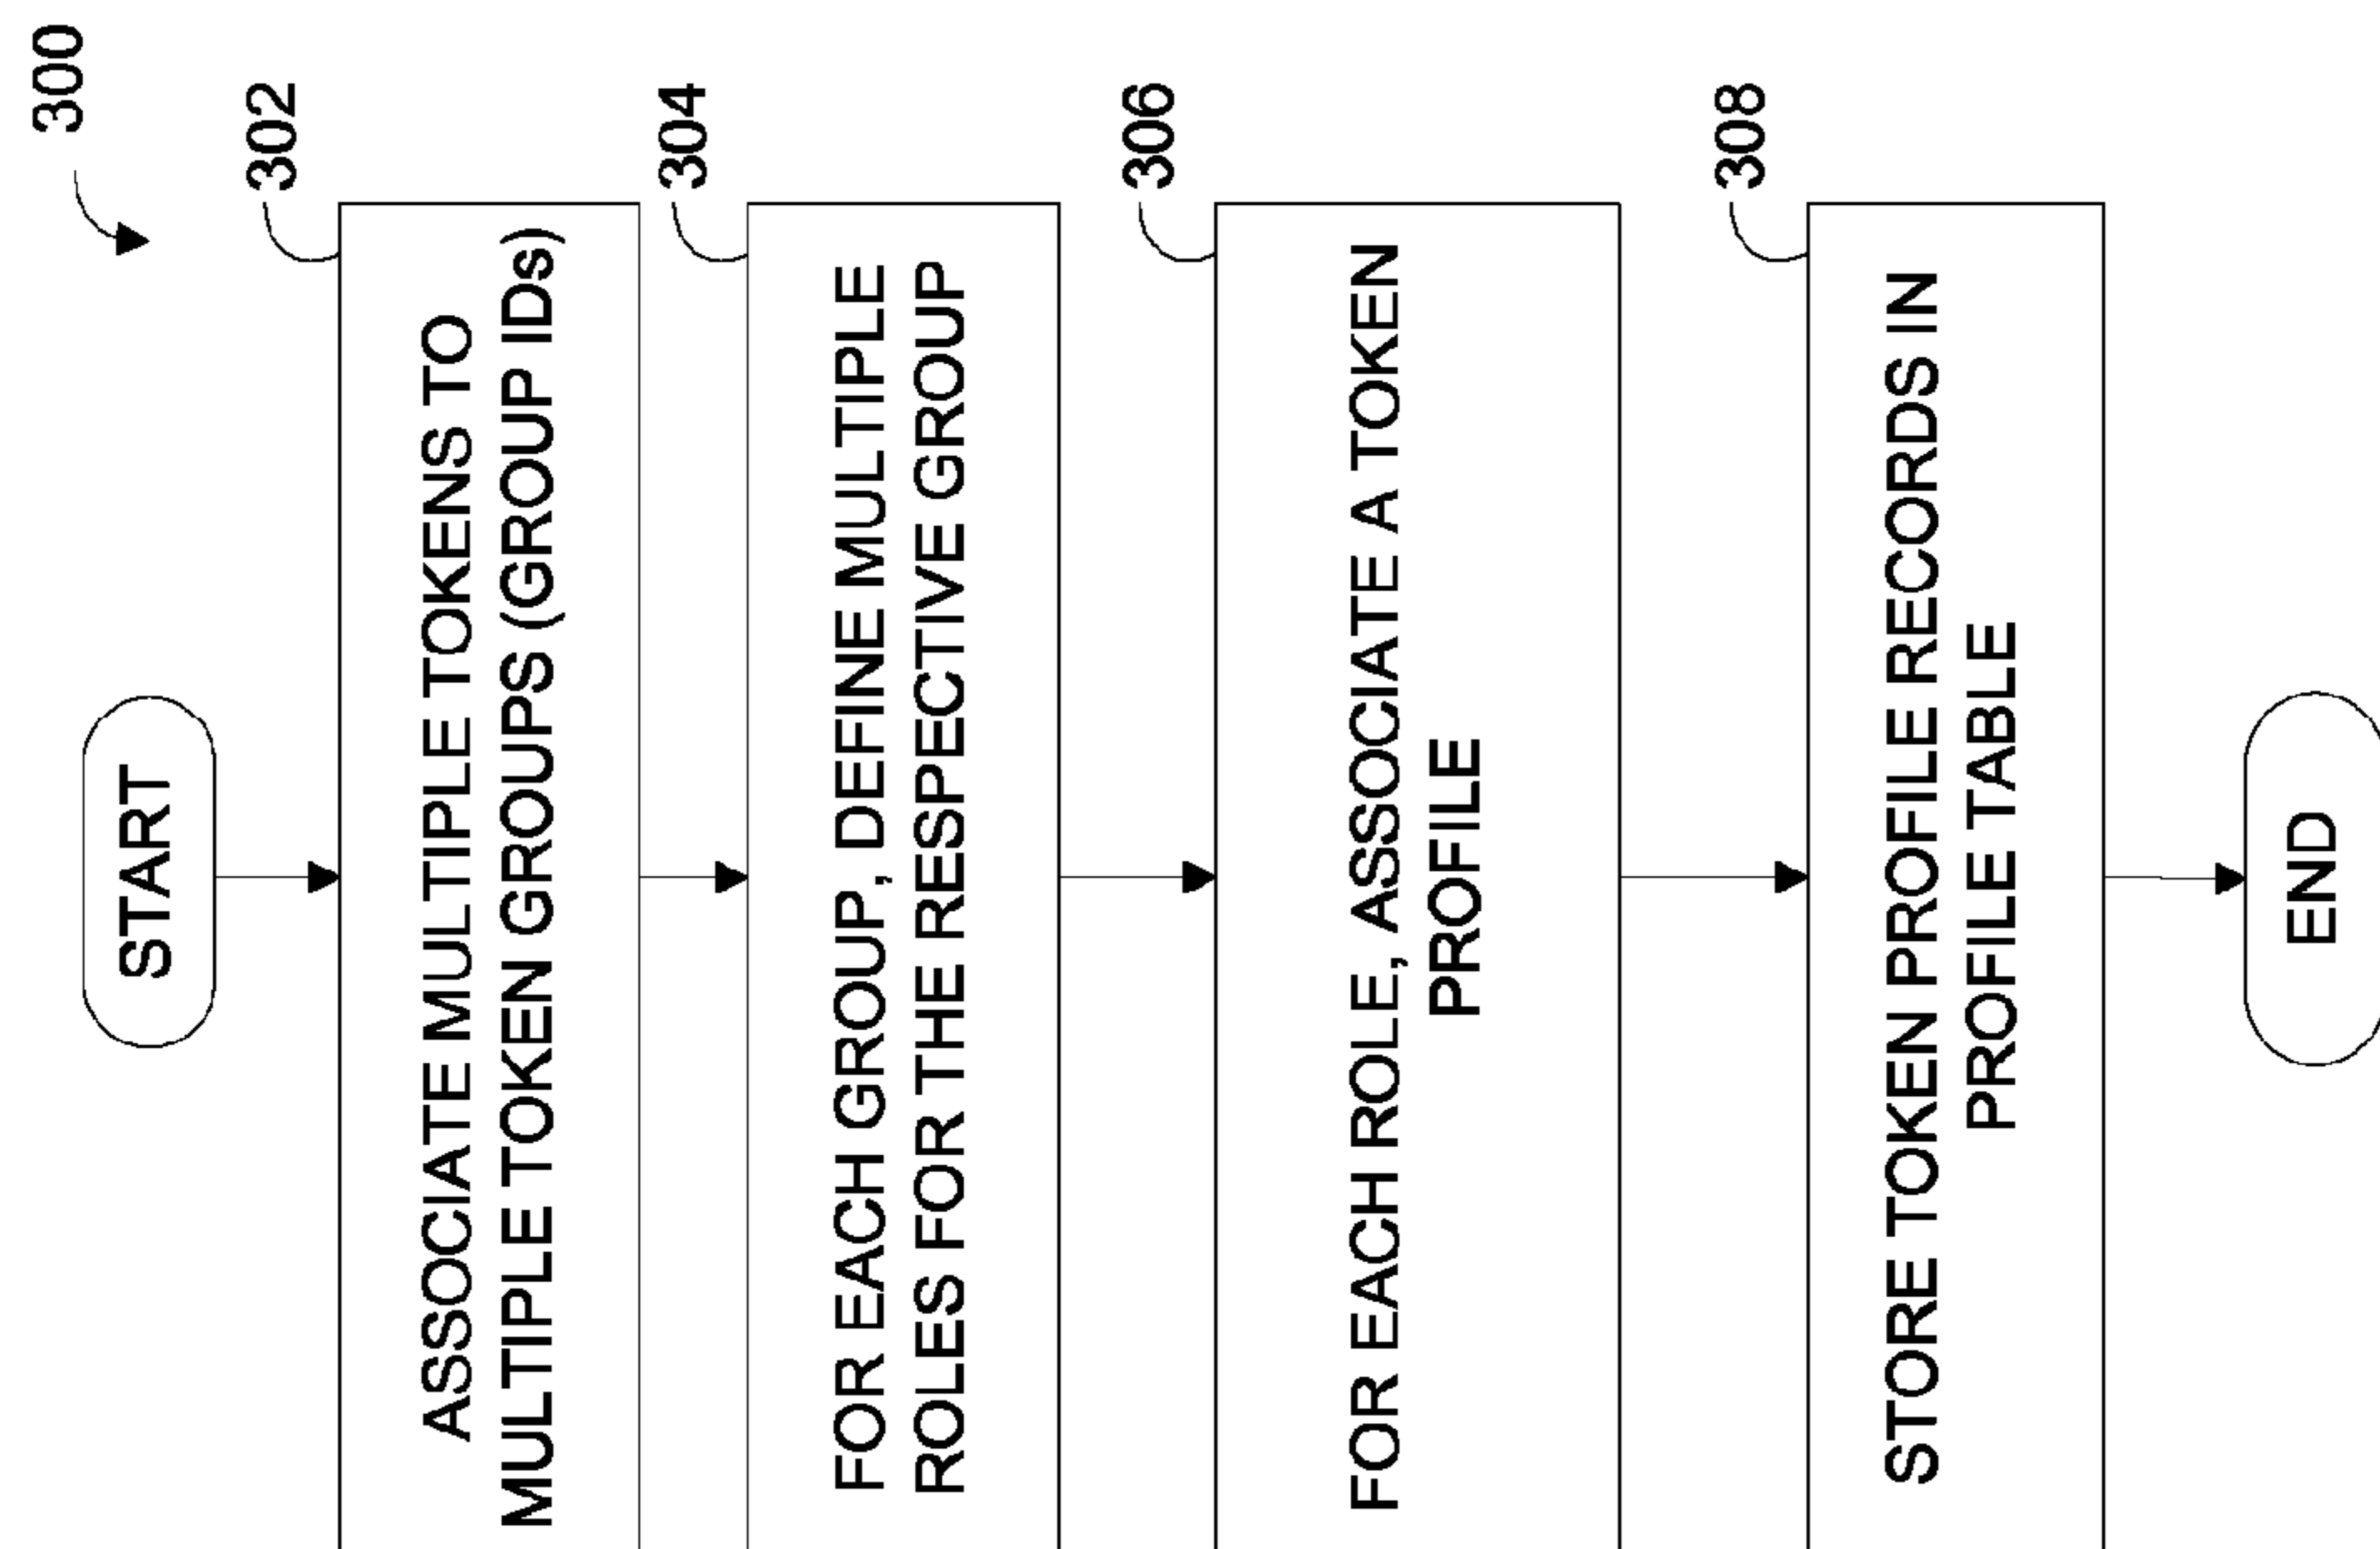 300
START
302
ASSOCIATE MULTIPLE TOKENS TO
MULTIPLE TOKEN GROUPS (GROUP IDs)
304
FOR EACH GROUP, DEFINE MULTIPLE
ROLES FOR THE RESPECTIVE GROUP
306
FOR EACH ROLE, ASSOCIATE A TOKEN
PROFILE
308
STORE TOKEN PROFILE RECORDS IN
PROFILE TABLE
END